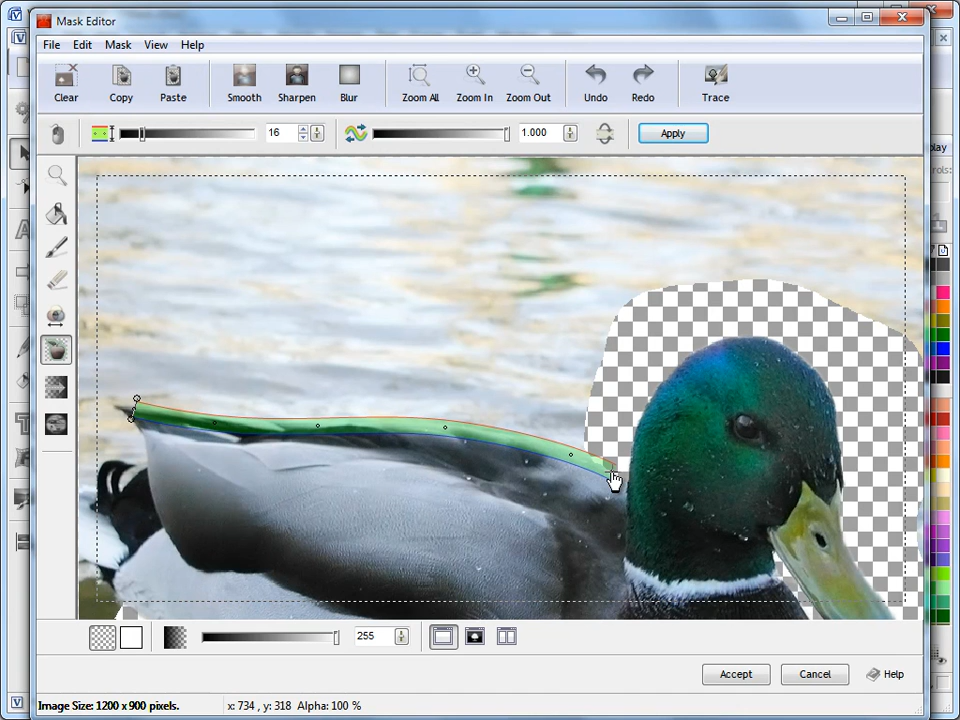 Mask Editor
File Edit Mask View Help
Clear Copy Paste Smooth Sharpen Blur Zoom All Zoom In Zoom Out Undo Redo Trace
16 1.000 Apply
play
rols:
255
Accept Cancel Help
Image Size: 1200 x 900 pixels. x: 734 , y: 318 Alpha: 100 %